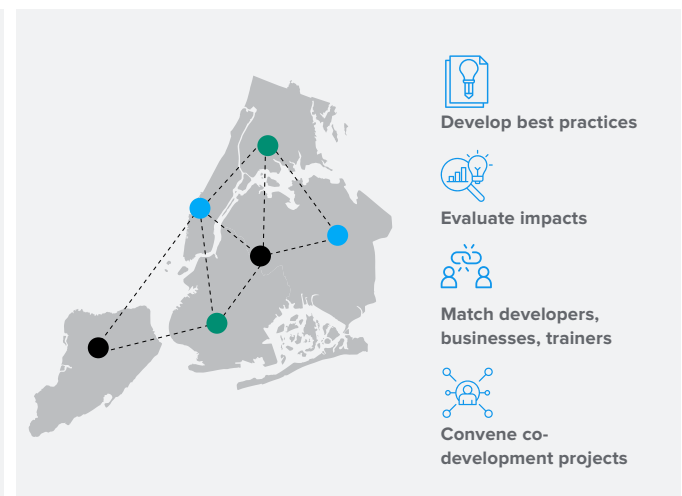 Develop best practices
Evaluate impacts
Match developers,
businesses, trainers
Convene co-
development projects